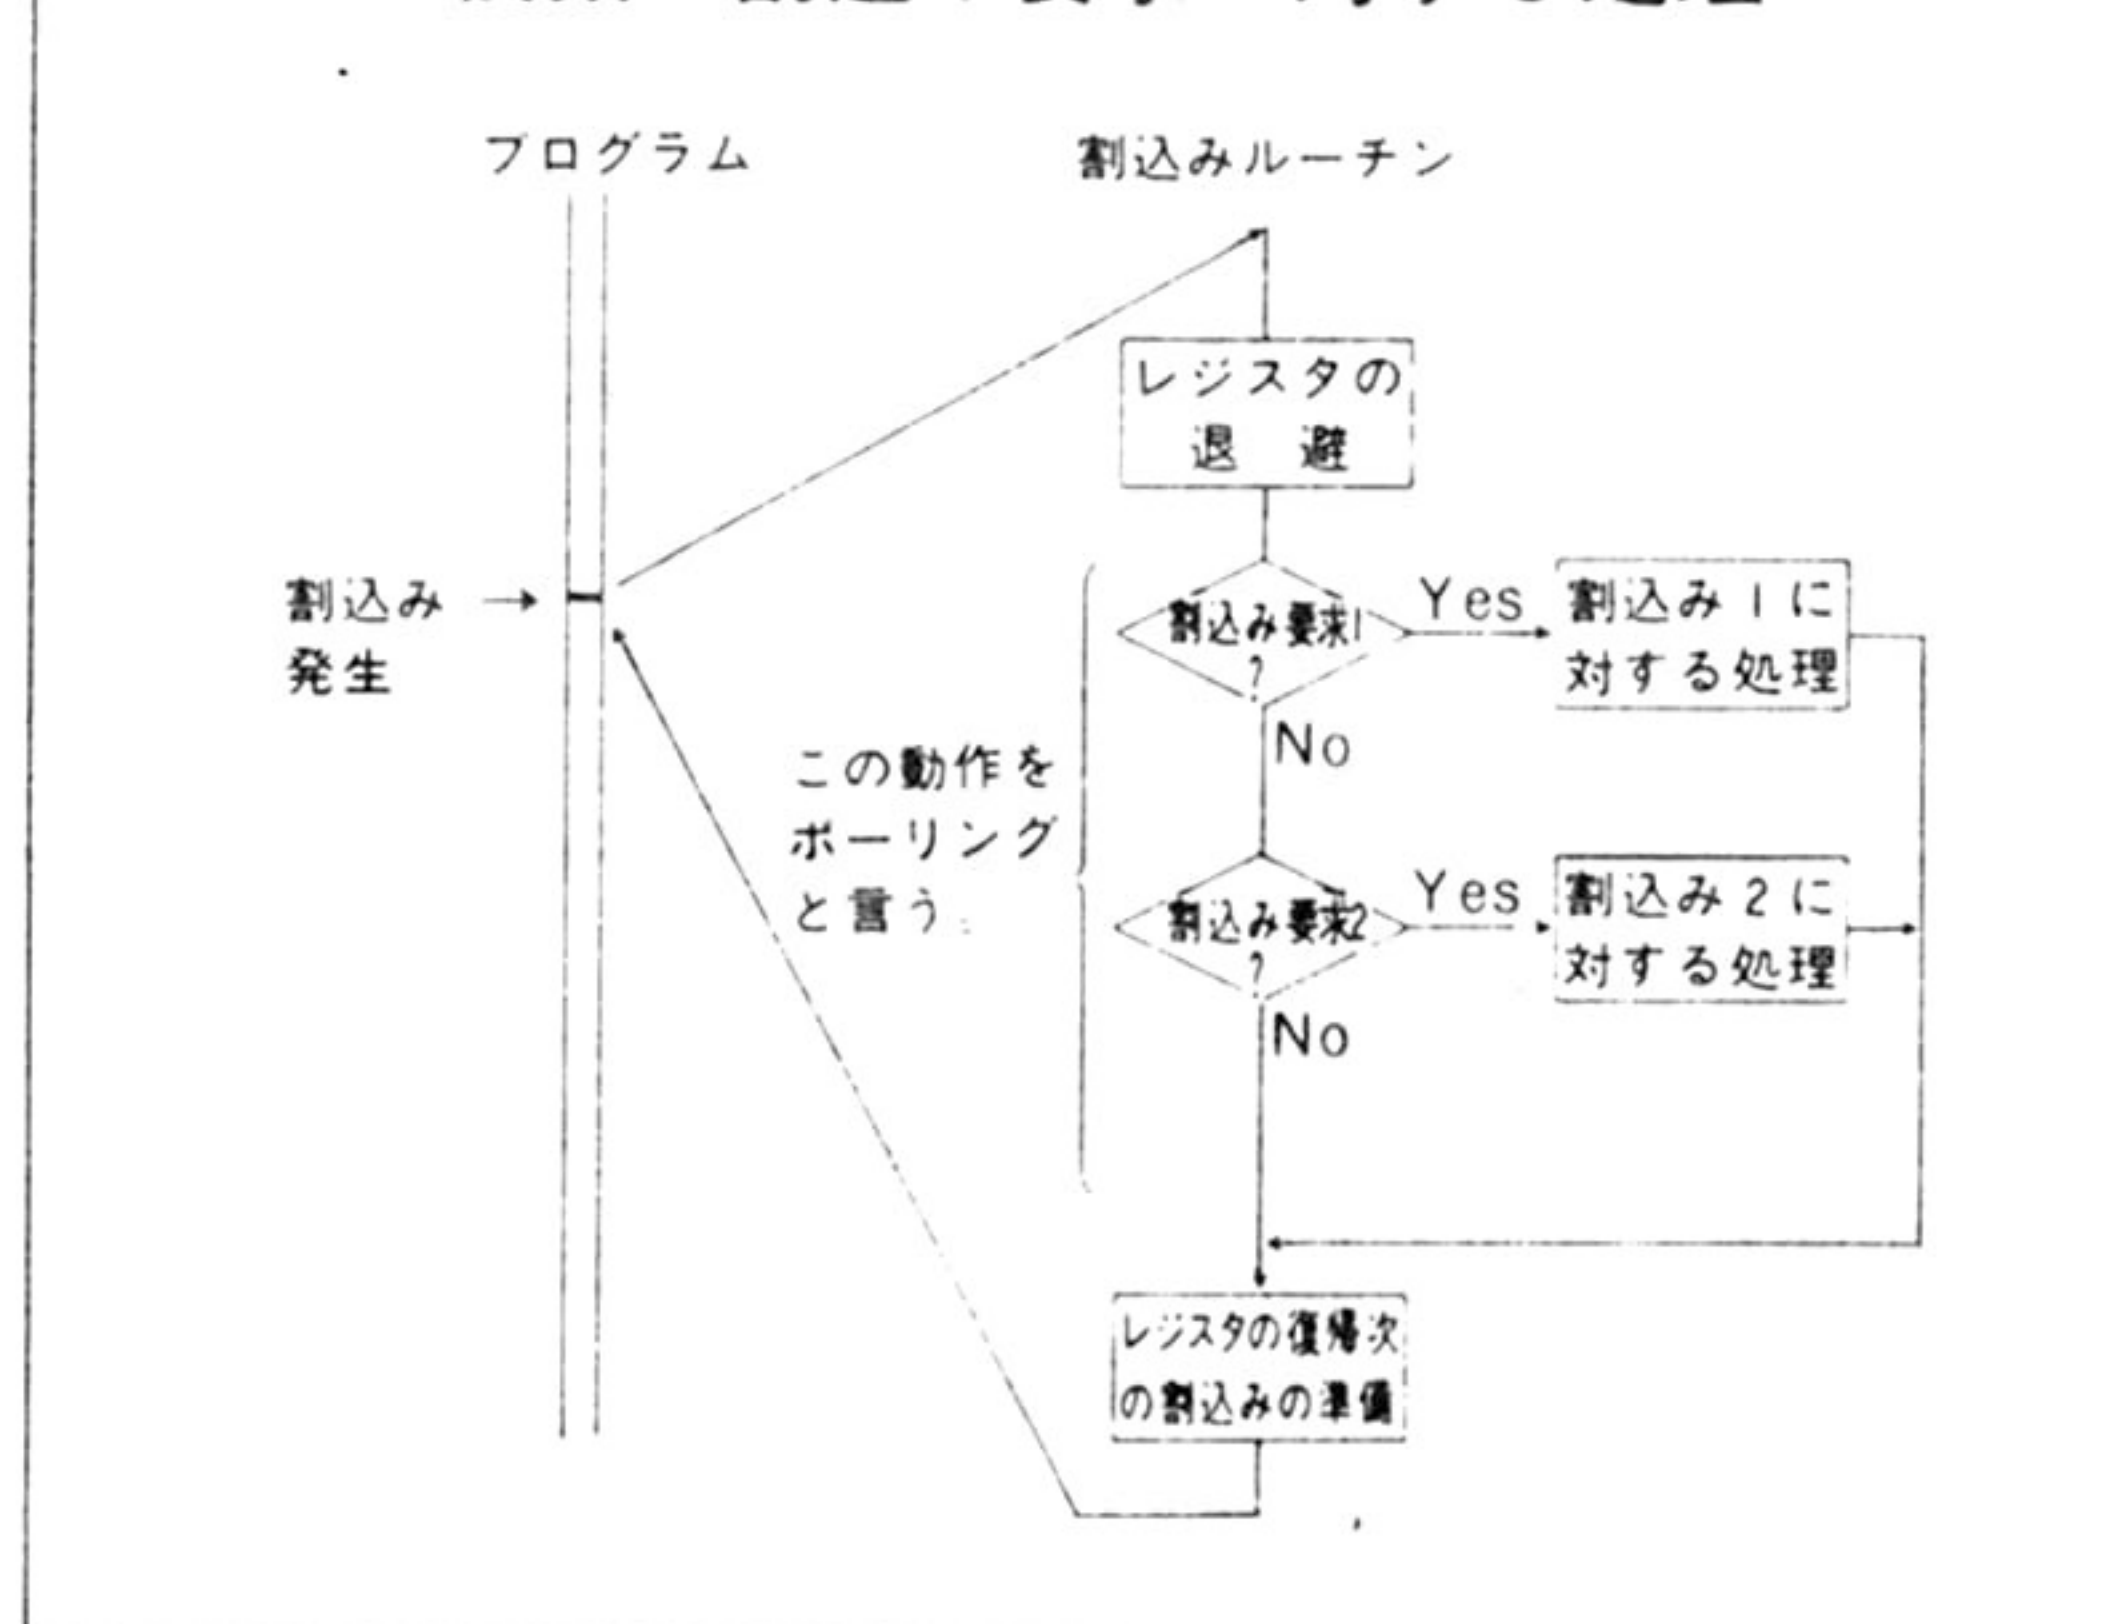 プログラム
割込みルーチン
レジスタの
退 避
割込み
発生
割込み要求1
?
Yes
割込み1に
対する処理
No
この動作を
ポーリング
と言う。
割込み要求2
?
Yes
割込み2に
対する処理
No
レジスタの復帰次
の割込みの準備